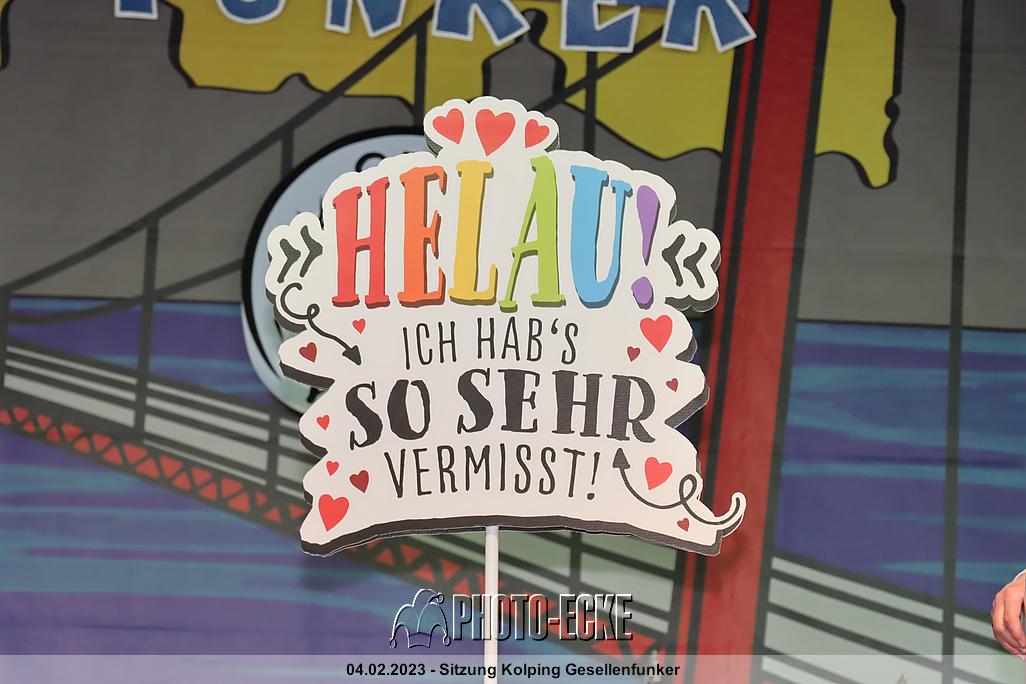 FUNKER
HELAU!
ICH HAB'S
SO SEHR
VERMISST!
PHOTO-ECKE
04.02.2023 - Sitzung Kolping Gesellenfunker